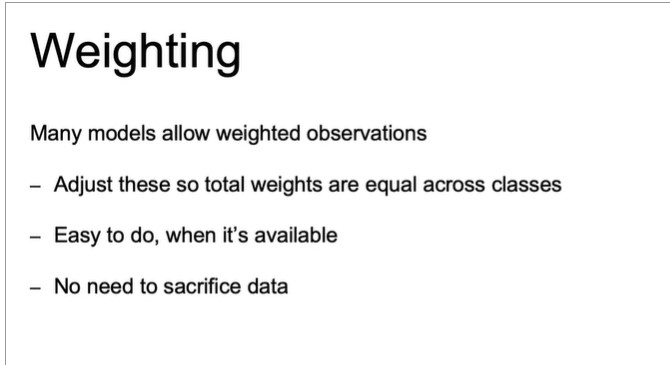 Weighting
Many models allow weighted observations
– Adjust these so total weights are equal across classes
– Easy to do, when it's available
– No need to sacrifice data